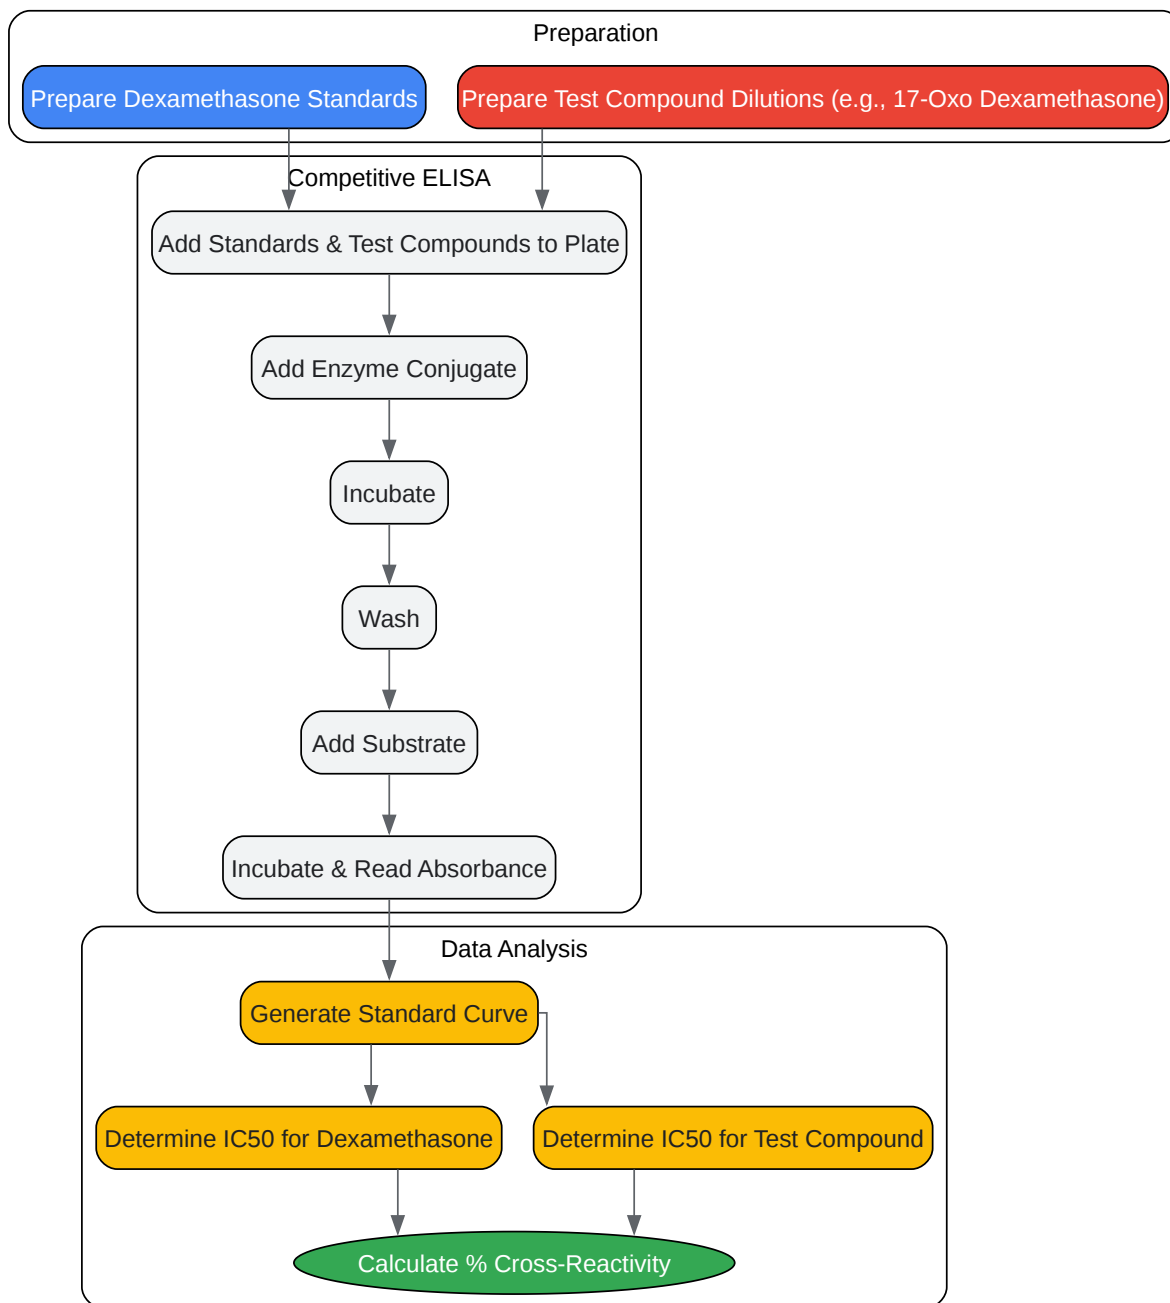 Preparation
Prepare Dexamethasone Standards
Prepare Test Compound Dilutions (e.g., 17-Oxo Dexamethasone)
Competitive ELISA
Add Standards & Test Compounds to Plate
Add Enzyme Conjugate
Incubate
Wash
Add Substrate
Incubate & Read Absorbance
Data Analysis
Generate Standard Curve
Determine IC50 for Dexamethasone
Determine IC50 for Test Compound
Calculate % Cross-Reactivity